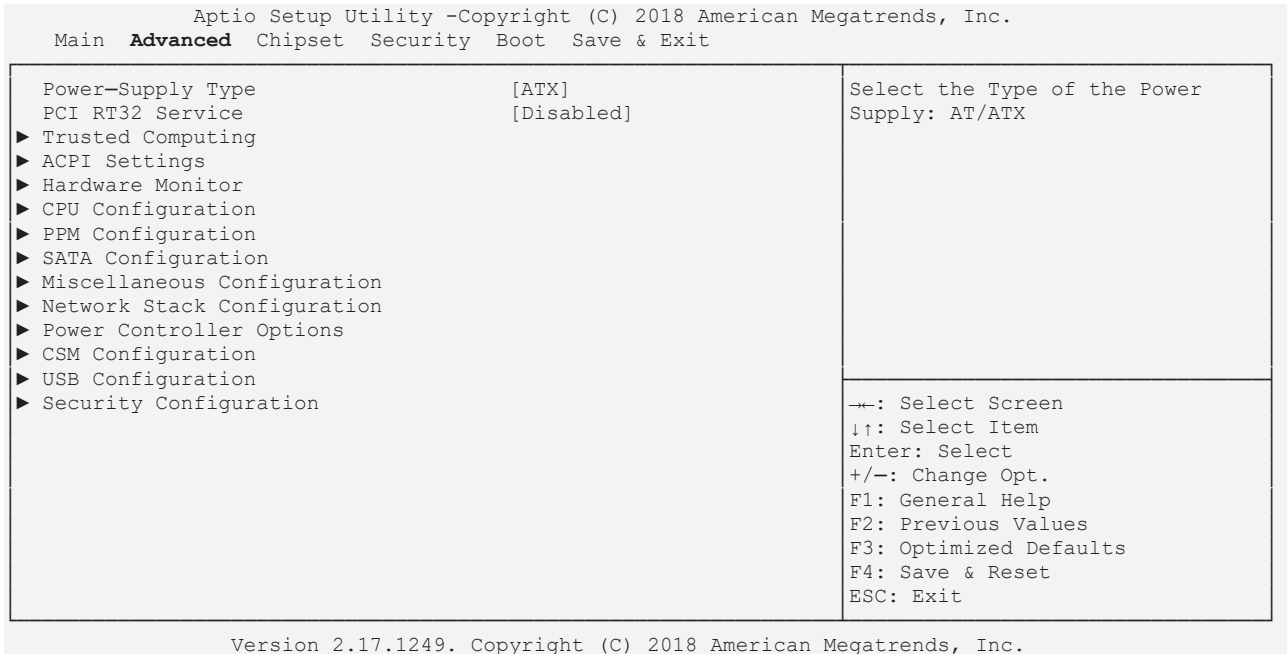 Aptio Setup Utility -Copyright (C) 2018 American Megatrends, Inc.
Main Advanced Chipset Security Boot Save & Exit
Power—Supply Type [ATX]
PCI RT32 Service [Disabled]
► Trusted Computing
► ACPI Settings
► Hardware Monitor
► CPU Configuration
► PPM Configuration
► SATA Configuration
► Miscellaneous Configuration
► Network Stack Configuration
► Power Controller Options
► CSM Configuration
► USB Configuration
► Security Configuration
Select the Type of the Power
Supply: AT/ATX
→←: Select Screen
↓↑: Select Item
Enter: Select
+/—: Change Opt.
F1: General Help
F2: Previous Values
F3: Optimized Defaults
F4: Save & Reset
ESC: Exit
Version 2.17.1249. Copyright (C) 2018 American Megatrends, Inc.